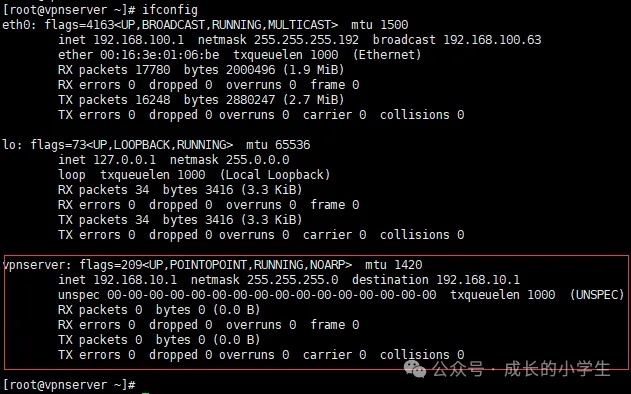 [root@vpnserver ~]# ifconfig
eth0: flags=4163<UP,BROADCAST,RUNNING,MULTICAST>  mtu 1500
        inet 192.168.100.1  netmask 255.255.255.192  broadcast 192.168.100.63
        ether 00:16:3e:01:06:be  txqueuelen 1000  (Ethernet)
        RX packets 17780  bytes 2000496 (1.9 MiB)
        RX errors 0  dropped 0  overruns 0  frame 0
        TX packets 16248  bytes 2880247 (2.7 MiB)
        TX errors 0  dropped 0 overruns 0  carrier 0  collisions 0

lo: flags=73<UP,LOOPBACK,RUNNING>  mtu 65536
        inet 127.0.0.1  netmask 255.0.0.0
        loop  txqueuelen 1000  (Local Loopback)
        RX packets 34  bytes 3416 (3.3 KiB)
        RX errors 0  dropped 0  overruns 0  frame 0
        TX packets 34  bytes 3416 (3.3 KiB)
        TX errors 0  dropped 0 overruns 0  carrier 0  collisions 0

vpnserver: flags=209<UP,POINTOPOINT,RUNNING,NOARP>  mtu 1420
        inet 192.168.10.1  netmask 255.255.255.0  destination 192.168.10.1
        unspec 00-00-00-00-00-00-00-00-00-00-00-00-00-00-00-00  txqueuelen 1000  (UNSPEC)
        RX packets 0  bytes 0 (0.0 B)
        RX errors 0  dropped 0  overruns 0  frame 0
        TX packets 0  bytes 0 (0.0 B)
        TX errors 0  dropped 0 overruns 0  carrier 0  collisions 0
公众号·成长的小学生
[root@vpnserver ~]#